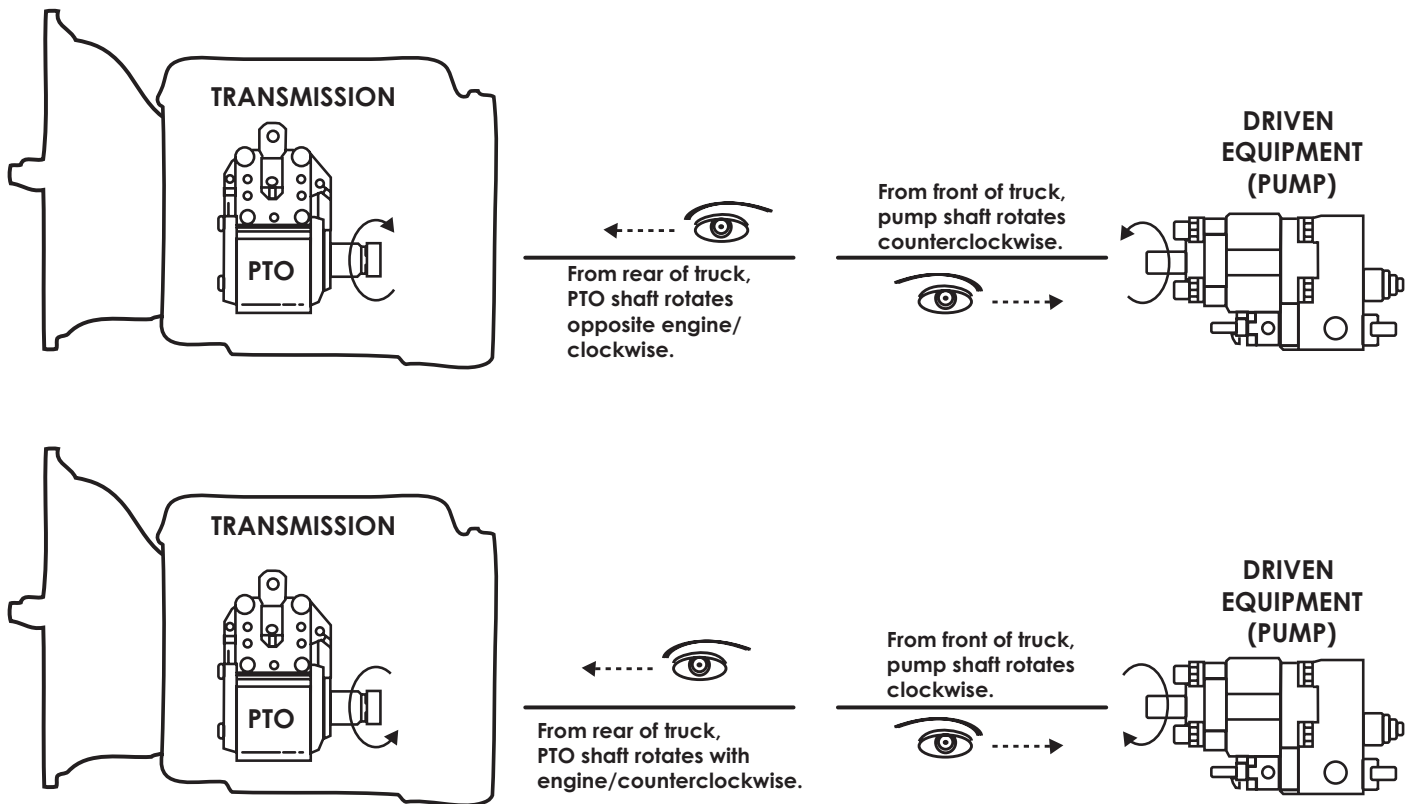 TRANSMISSION
PTO
From rear of truck,
PTO shaft rotates
opposite engine/
clockwise.
From front of truck,
pump shaft rotates
counterclockwise.
DRIVEN
EQUIPMENT
(PUMP)
TRANSMISSION
PTO
From rear of truck,
PTO shaft rotates with
engine/counterclockwise.
From front of truck,
pump shaft rotates
clockwise.
DRIVEN
EQUIPMENT
(PUMP)